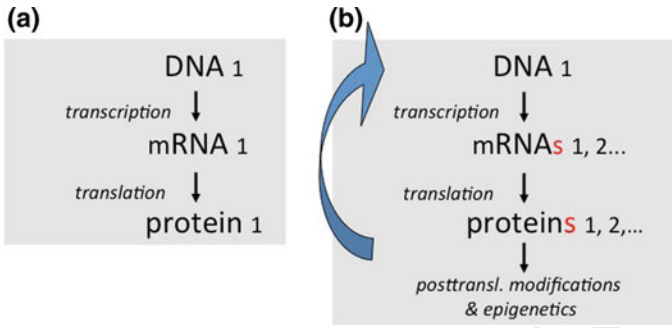 (a)
DNA 1
transcription
mRNA 1
translation
protein 1
(b)
DNA 1
transcription
mRNAs 1, 2...
translation
proteins 1, 2,...
posttransl. modifications
& epigenetics